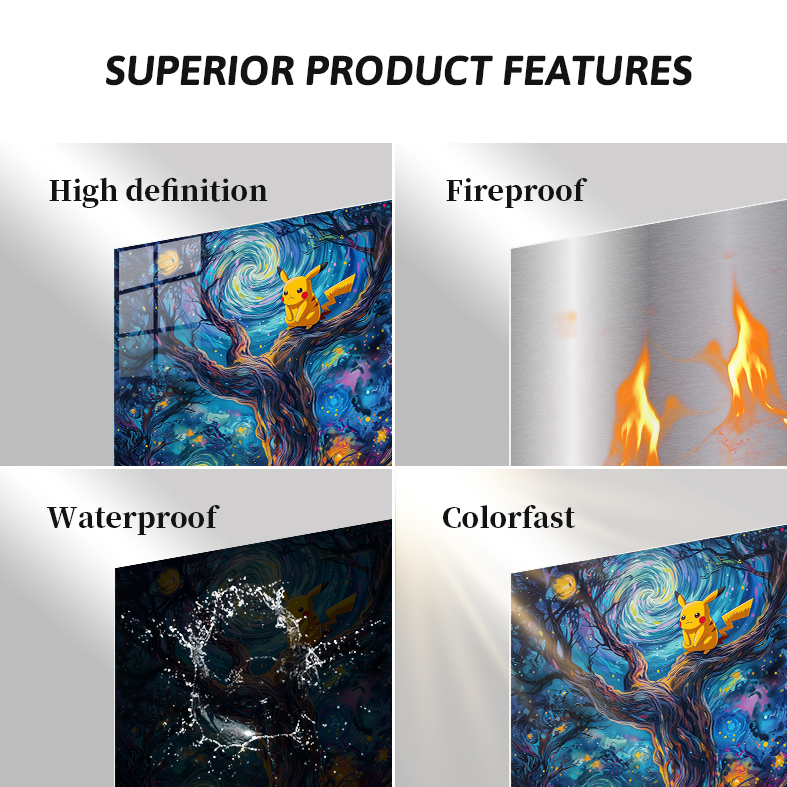 SUPERIOR PRODUCT FEATURES
High definition
Fireproof
Waterproof
Colorfast